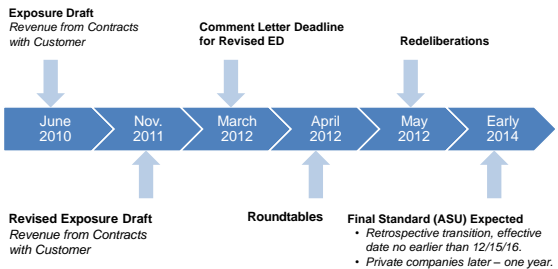 Exposure Draft
Revenue from Contracts
with Customer
Comment Letter Deadline
for Revised ED
Redeliberations
June
2010
Nov.
2011
March
2012
April
2012
May
2012
Early
2014
Revised Exposure Draft
Revenue from Contracts
with Customer
Roundtables
Final Standard (ASU) Expected
• Retrospective transition, effective
date no earlier than 12/15/16.
• Private companies later – one year.